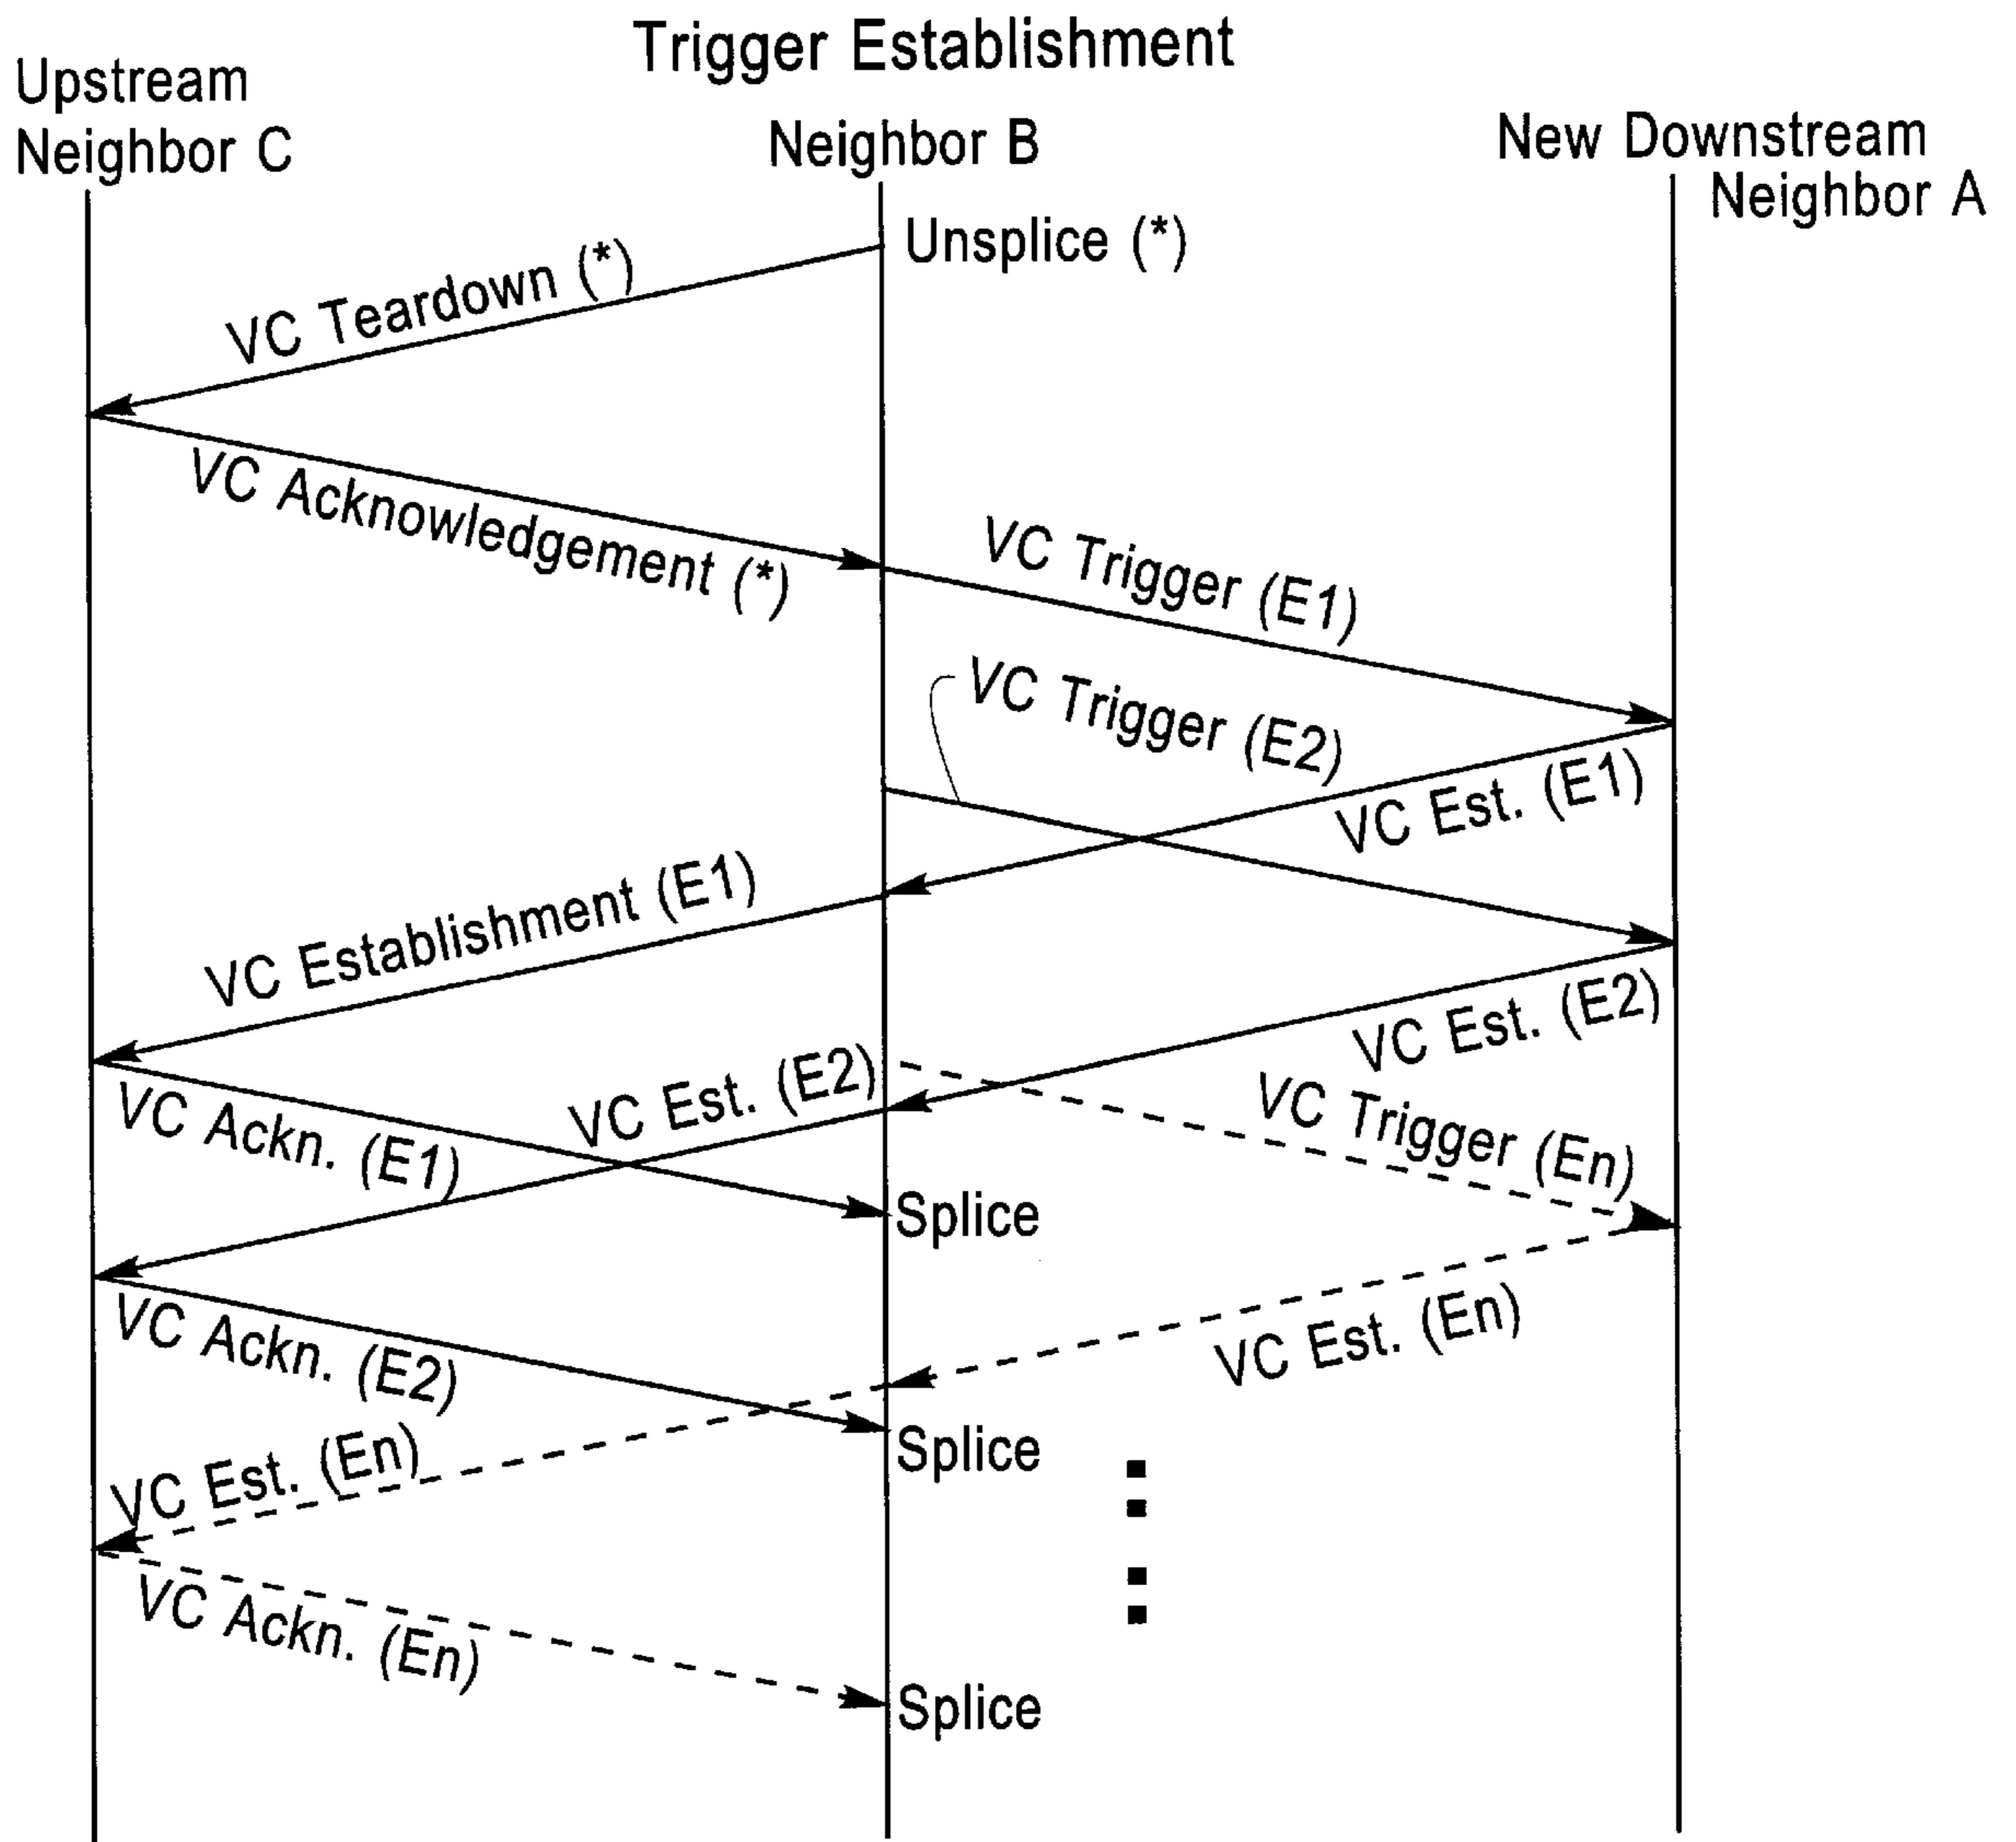 Trigger Establishment
Upstream
Neighbor C
Neighbor B
New Downstream
Neighbor A
Unsplice (*)
VC Teardown (*)
VC Acknowledgement (*)
VC Trigger (E1)
VC Trigger (E2)
VC Est. (E1)
VC Establishment (E1)
VC Est. (E2)
VC Est. (E2)
VC Trigger (En)
VC Ackn. (E1)
Splice
VC Est. (En)
VC Ackn. (E2)
Splice
VC Est. (En)
VC Ackn. (En)
Splice